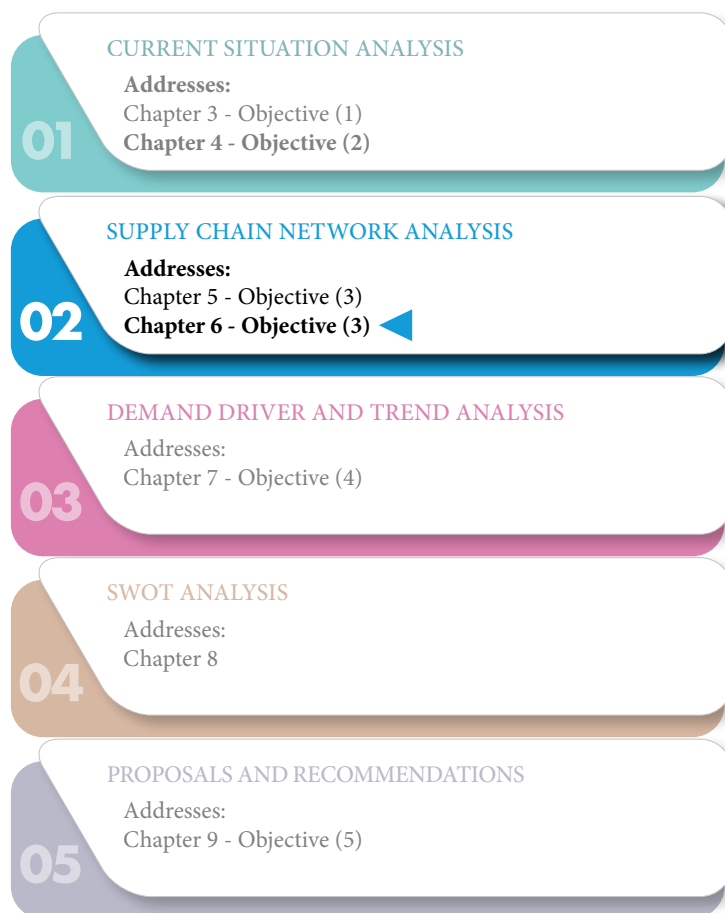 CURRENT SITUATION ANALYSIS
Addresses:
Chapter 3 - Objective (1)
Chapter 4 - Objective (2)
01
SUPPLY CHAIN NETWORK ANALYSIS
Addresses:
Chapter 5 - Objective (3)
Chapter 6 - Objective (3)
02
DEMAND DRIVER AND TREND ANALYSIS
Addresses:
Chapter 7 - Objective (4)
03
SWOT ANALYSIS
Addresses:
Chapter 8
04
PROPOSALS AND RECOMMENDATIONS
Addresses:
Chapter 9 - Objective (5)
05